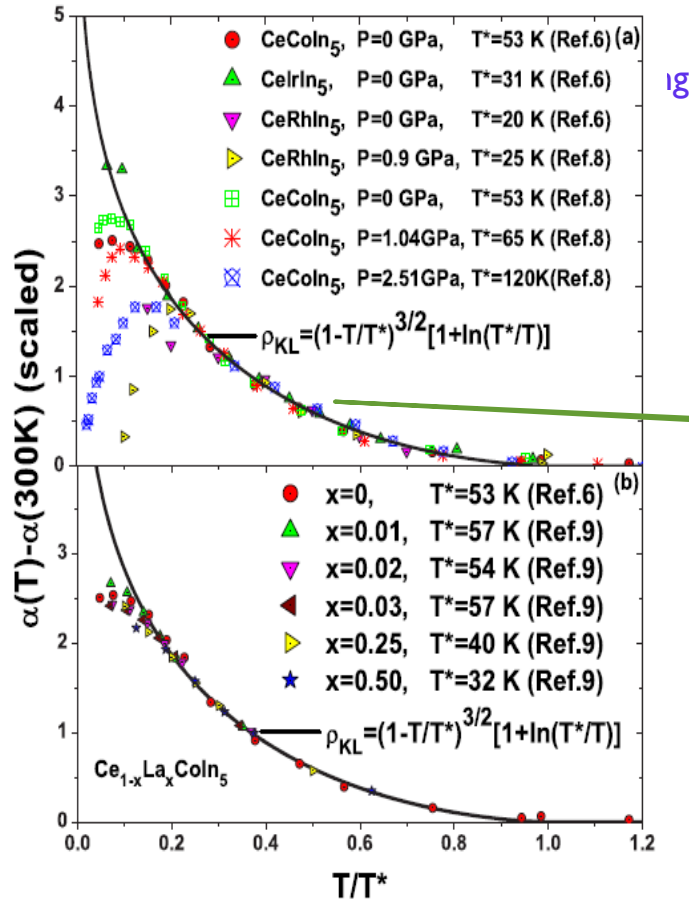 5
4
3
2
1
0
CeCoIn5, P=0 GPa, T*=53 K (Ref.6) (a)
CeIrIn5, P=0 GPa, T*=31 K (Ref.6)
CeRhIn5, P=0 GPa, T*=20 K (Ref.6)
CeRhIn5, P=0.9 GPa, T*=25 K (Ref.8)
CeCoIn5, P=0 GPa, T*=53 K (Ref.8)
CeCoIn5, P=1.04GPa, T*=65 K (Ref.8)
CeCoIn5, P=2.51GPa, T*=120K(Ref.8)
ρKL=(1-T/T*)3/2[1+ln(T*/T)]
α(T)-α(300K) (scaled)
3
2
1
0
x=0, T*=53 K (Ref.6) (b)
x=0.01, T*=57 K (Ref.9)
x=0.02, T*=54 K (Ref.9)
x=0.03, T*=57 K (Ref.9)
x=0.25, T*=40 K (Ref.9)
x=0.50, T*=32 K (Ref.9)
ρKL=(1-T/T*)3/2[1+ln(T*/T)]
Ce1-xLaxCoIn5
0.0 0.2 0.4 0.6 0.8 1.0 1.2
T/T*